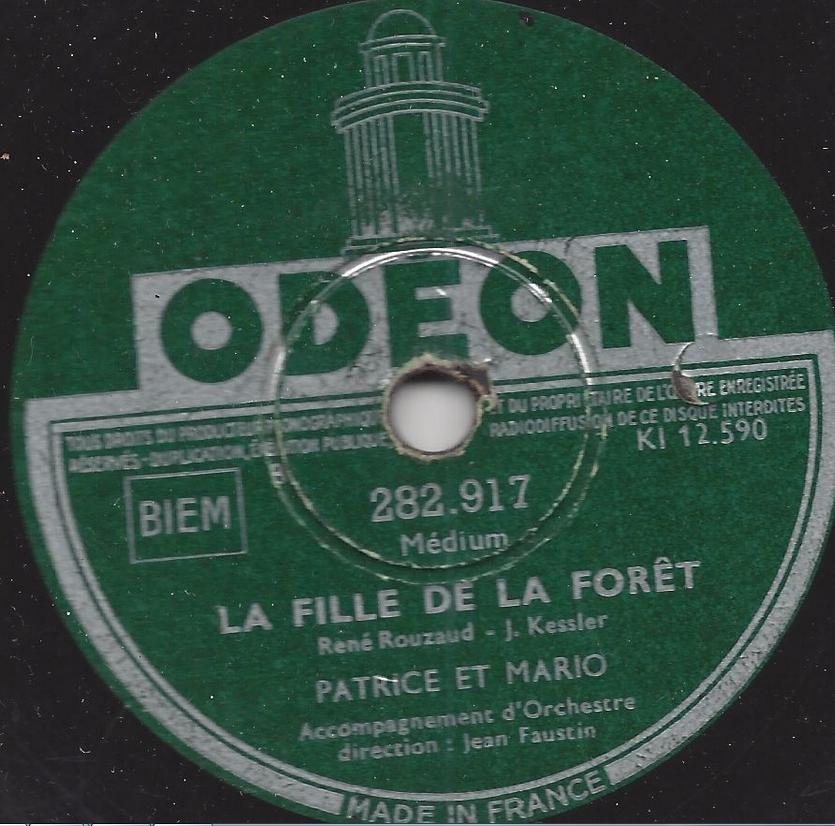 ODEON
TOUS DROITS DU PRODUCTEUR PHONOGRAPHIQUE ET DU PROPRIÉTAIRE DE L'ŒUVRE ENREGISTRÉE
RÉSERVÉS - DUPLICATION, EXÉCUTION PUBLIQUE RADIODIFFUSION DE CE DISQUE INTERDITES
KI 12.590
BIEM
282.917
Médium
LA FILLE DE LA FORÊT
René Rouzaud - J. Kessler
PATRICE ET MARIO
Accompagnement d'Orchestre
direction : Jean Faustin
MADE IN FRANCE